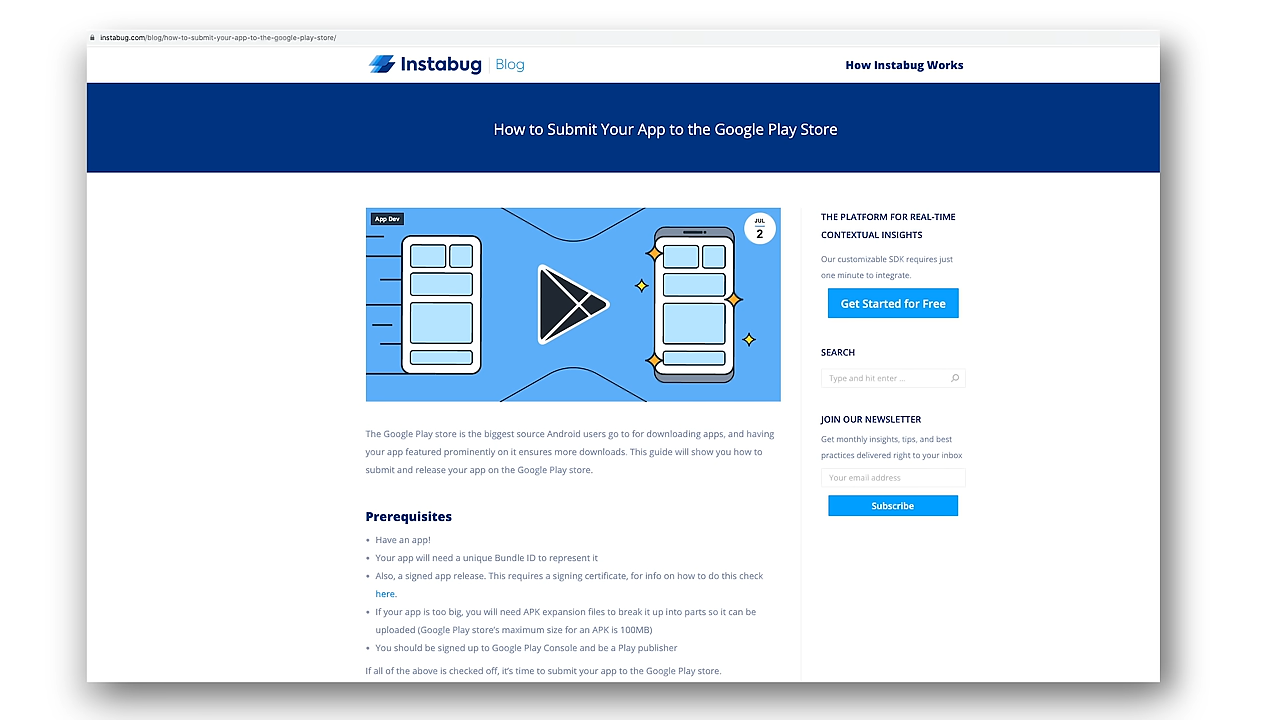 instabug.com/blog/how-to-submit-your-app-to-the-google-play-store/
Instabug Blog
How Instabug Works
How to Submit Your App to the Google Play Store
App Dev
JUL
2
The Google Play store is the biggest source Android users go to for downloading apps, and having
your app featured prominently on it ensures more downloads. This guide will show you how to
submit and release your app on the Google Play store.
Prerequisites
• Have an app!
• Your app will need a unique Bundle ID to represent it
• Also, a signed app release. This requires a signing certificate, for info on how to do this check
here.
• If your app is too big, you will need APK expansion files to break it up into parts so it can be
uploaded (Google Play store's maximum size for an APK is 100MB)
• You should be signed up to Google Play Console and be a Play publisher
If all of the above is checked off, it's time to submit your app to the Google Play store.
THE PLATFORM FOR REAL-TIME
CONTEXTUAL INSIGHTS
Our customizable SDK requires just
one minute to integrate.
Get Started for Free
SEARCH
Type and hit enter ...
JOIN OUR NEWSLETTER
Get monthly insights, tips, and best
practices delivered right to your inbox
Your email address
Subscribe